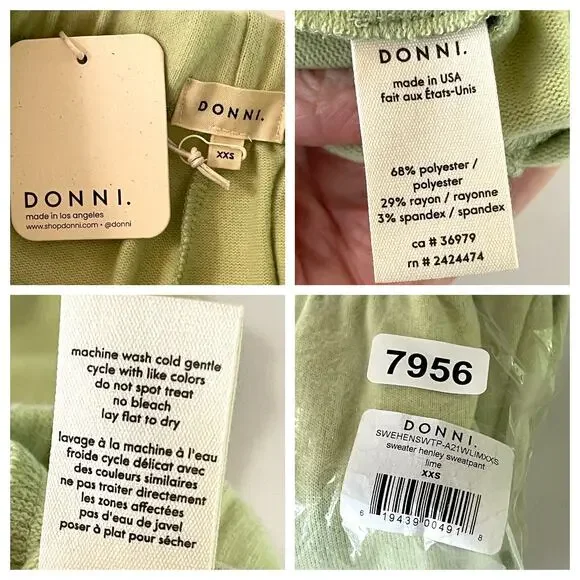 DONNI.
made in los angeles
www.shopdonni.com • @donni
DONNI.
XXS
DONNI.
made in USA
fait aux États-Unis
68% polyester /
polyester
29% rayon / rayonne
3% spandex / spandex
ca # 36979
rn # 2424474
machine wash cold gentle
cycle with like colors
do not spot treat
no bleach
lay flat to dry
lavage à la machine à l'eau
froide cycle délicat avec
des couleurs similaires
ne pas traiter directement
les zones affectées
pas d'eau de javel
poser à plat pour sécher
7956
DONNI.
SWEHENSWTP-A21WLIMXXS
sweater henley sweatpant
lime
XXS
6 19439 00491 8